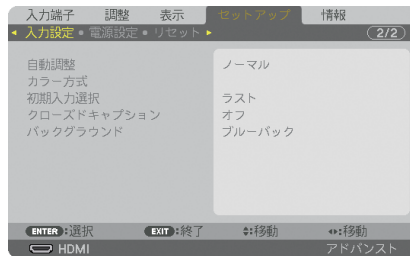 入力端子 調整 表示 セットアップ 情報
入力設定 • 電源設定 • リセット 2/2
自動調整 ノーマル
カラー方式
初期入力選択 ラスト
クローズドキャプション オフ
バックグラウンド ブルーバック
ENTER:選択 EXIT:終了 :移動 :移動
HDMI アドバンスト